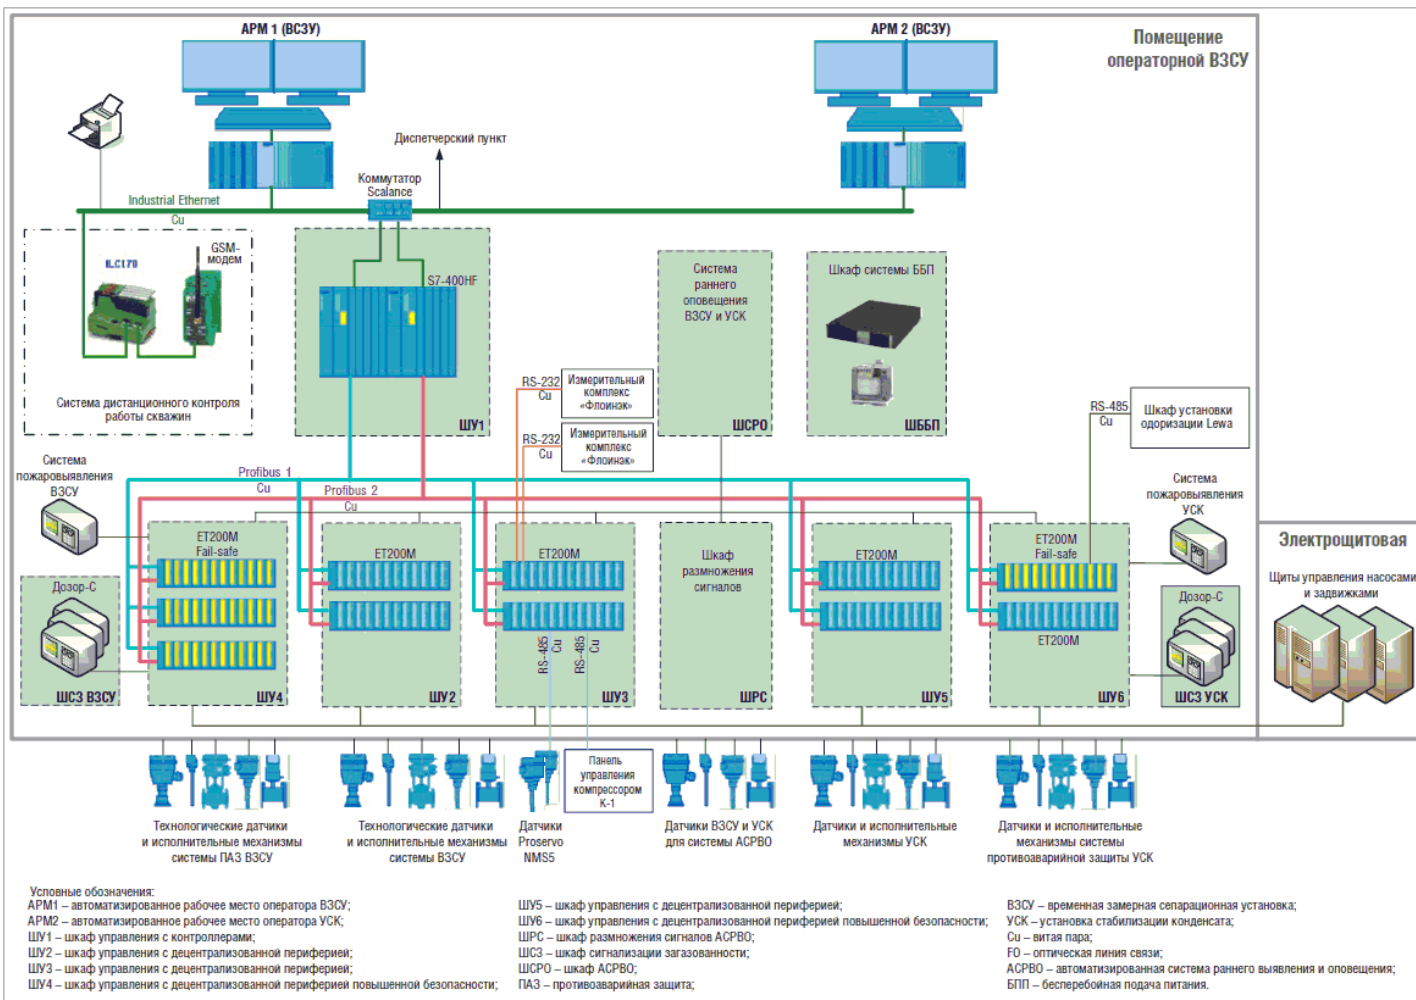 АРМ 1 (ВСЗУ)
АРМ 2 (ВСЗУ)
Помещение
операторной ВЗСУ
Диспетчерский пункт
Коммутатор
Scalance
Industrial Ethernet
Cu
GSM-
модем
ILC170
Система дистанционного контроля
работы скважин
S7-400HF
ШУ1
Система
раннего
оповещения
ВЗСУ и УСК
ШСРО
Шкаф системы ББП
ШББП
RS-232
Cu
Измерительный
комплекс
«Флоинэк»
RS-232
Cu
Измерительный
комплекс
«Флоинэк»
RS-485
Cu
Шкаф установки
одоризации Lewa
Система
пожаровыявления
ВЗСУ
Profibus 1
Cu
Profibus 2
Cu
Система
пожаровыявления
УСК
ET200M
Fail-safe
ШУ4
ET200M
ШУ2
ET200M
RS-485
Cu
RS-485
Cu
ШУ3
Шкаф
размножения
сигналов
ШРС
ET200M
ШУ5
ET200M
Fail-safe
ET200M
ШУ6
Дозор-С
ШСЗ ВЗСУ
Дозор-С
ШСЗ УСК
Электрощитовая
Щиты управления насосами
и задвижками
Технологические датчики
и исполнительные механизмы
системы ПАЗ ВЗСУ
Технологические датчики
и исполнительные механизмы
системы ВЗСУ
Датчики
Proservo
NMS5
Панель
управления
компрессором
К-1
Датчики ВЗСУ и УСК
для системы АСРВО
Датчики и исполнительные
механизмы УСК
Датчики и исполнительные
механизмы системы
противоаварийной защиты УСК
Условные обозначения:
АРМ1 – автоматизированное рабочее место оператора ВЗСУ;
АРМ2 – автоматизированное рабочее место оператора УСК;
ШУ1 – шкаф управления с контроллерами;
ШУ2 – шкаф управления с децентрализованной периферией;
ШУ3 – шкаф управления с децентрализованной периферией;
ШУ4 – шкаф управления с децентрализованной периферией повышенной безопасности;
ШУ5 – шкаф управления с децентрализованной периферией;
ШУ6 – шкаф управления с децентрализованной периферией повышенной безопасности;
ШРС – шкаф размножения сигналов АСРВО;
ШСЗ – шкаф сигнализации загазованности;
ШСРО – шкаф АСРВО;
ПАЗ – противоаварийная защита;
ВЗСУ – временная замерная сепарационная установка;
УСК – установка стабилизации конденсата;
Cu – витая пара;
FO – оптическая линия связи;
АСРВО – автоматизированная система раннего выявления и оповещения;
БПП – бесперебойная подача питания.